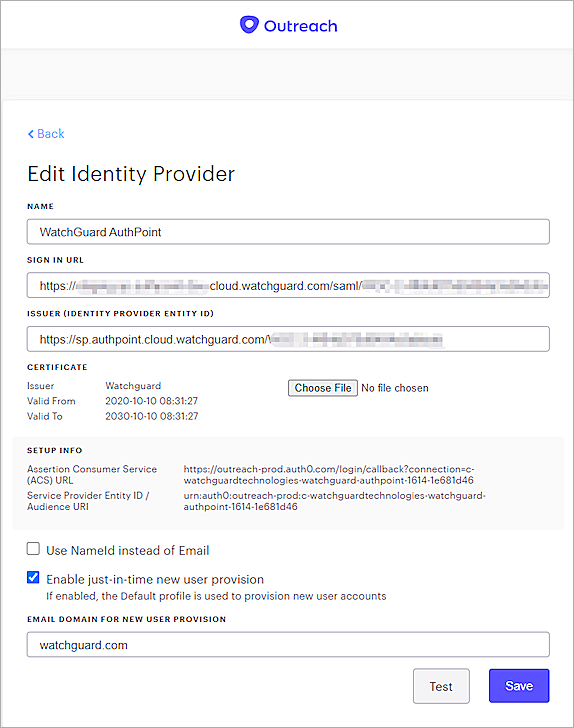 Outreach
Back
Edit Identity Provider
NAME
WatchGuard AuthPoint
SIGN IN URL
https:// cloud.watchguard.com/saml/
ISSUER (IDENTITY PROVIDER ENTITY ID)
https://sp.authpoint.cloud.watchguard.com/
CERTIFICATE
Issuer Watchguard Choose File No file chosen
Valid From 2020-10-10 08:31:27
Valid To 2030-10-10 08:31:27
SETUP INFO
Assertion Consumer Service https://outreach-prod.auth0.com/login/callback?connection=c-
(ACS) URL watchguardtechnologies-watchguard-authpoint-1614-1e681d46
Service Provider Entity ID / urn:auth0:outreach-prod:c-watchguardtechnologies-watchguard-
Audience URI authpoint-1614-1e681d46
Use NameId instead of Email
Enable just-in-time new user provision
If enabled, the Default profile is used to provision new user accounts
EMAIL DOMAIN FOR NEW USER PROVISION
watchguard.com
Test Save